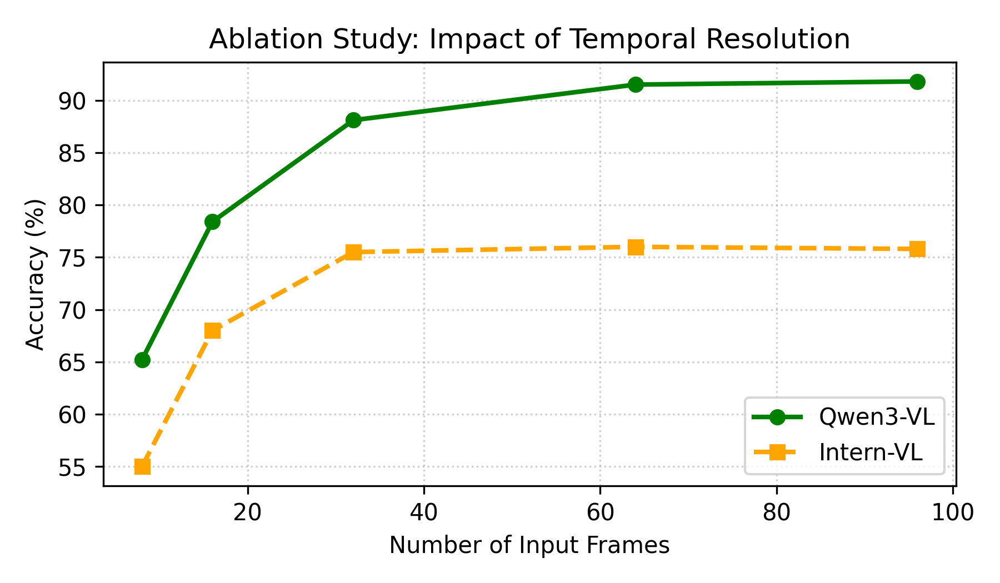 Ablation Study: Impact of Temporal Resolution
Accuracy (%)
90
85
80
75
70
65
60
55
Qwen3-VL
Intern-VL
20 40 60 80 100
Number of Input Frames